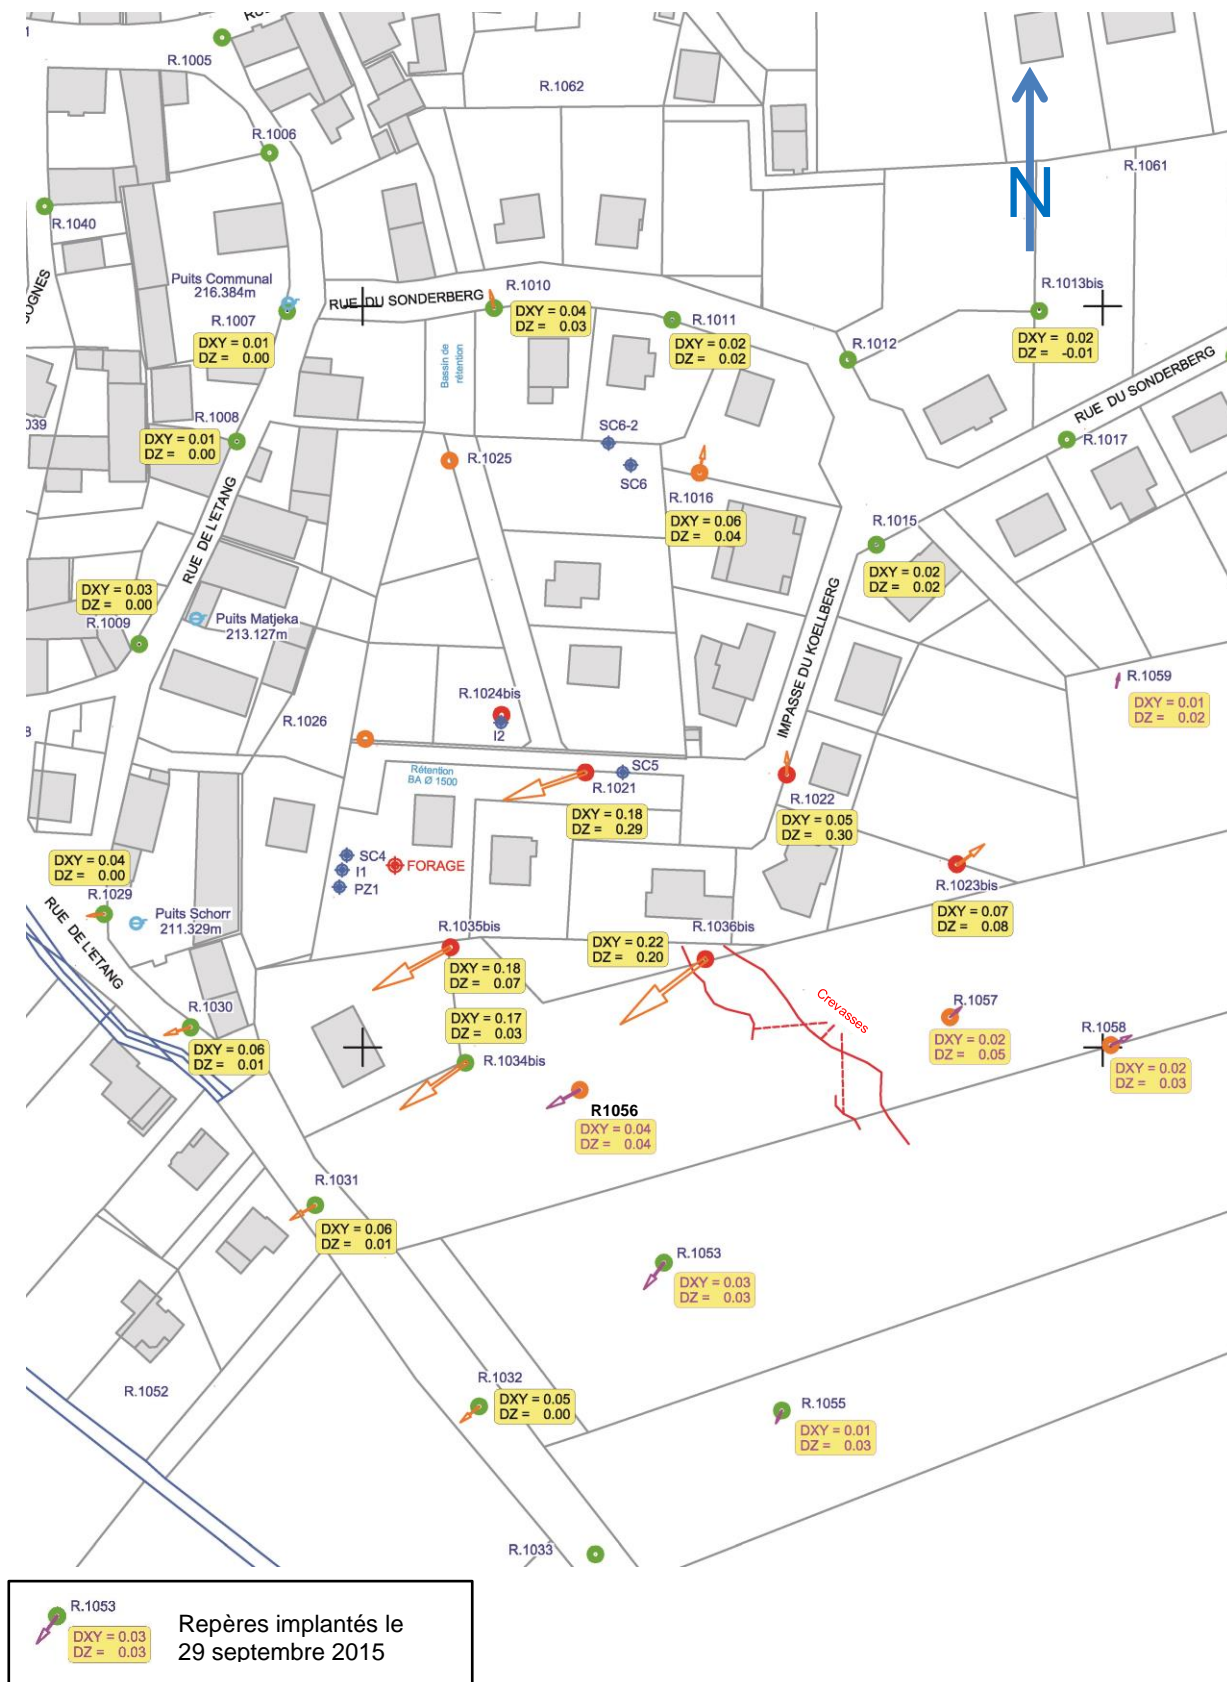 R.1005
R.1062
R.1006
R.1061
N
R.1040
Puits Communal
216.384m
R.1007
DXY = 0.01
DZ = 0.00
RUE DU SONDERBERG
R.1010
DXY = 0.04
DZ = 0.03
R.1011
DXY = 0.02
DZ = 0.02
R.1012
R.1013bis
DXY = 0.02
DZ = -0.01
RUE DU SONDERBERG
Bassin de
rétention
R.1008
DXY = 0.01
DZ = 0.00
039
SC6-2
SC6
R.1025
R.1016
DXY = 0.06
DZ = 0.04
R.1017
R.1015
DXY = 0.02
DZ = 0.02
RUE DE L'ETANG
DXY = 0.03
DZ = 0.00
R.1009
Puits Matjeka
213.127m
IMPASSE DU KOELLBERG
R.1059
DXY = 0.01
DZ = 0.02
R.1024bis
I2
R.1026
Rétention
BA Ø 1500
SC5
R.1021
DXY = 0.18
DZ = 0.29
R.1022
DXY = 0.05
DZ = 0.30
SC4
I1
PZ1
FORAGE
DXY = 0.04
DZ = 0.00
R.1029
RUE DE L'ETANG
Puits Schorr
211.329m
R.1023bis
DXY = 0.07
DZ = 0.08
R.1035bis
DXY = 0.18
DZ = 0.07
R.1036bis
DXY = 0.22
DZ = 0.20
Crevasses
R.1057
DXY = 0.02
DZ = 0.05
R.1058
DXY = 0.02
DZ = 0.03
R.1030
DXY = 0.06
DZ = 0.01
DXY = 0.17
DZ = 0.03
R.1034bis
R1056
DXY = 0.04
DZ = 0.04
R.1031
DXY = 0.06
DZ = 0.01
R.1053
DXY = 0.03
DZ = 0.03
R.1052
R.1032
DXY = 0.05
DZ = 0.00
R.1055
DXY = 0.01
DZ = 0.03
R.1033
R.1053
DXY = 0.03
DZ = 0.03
Repères implantés le
29 septembre 2015